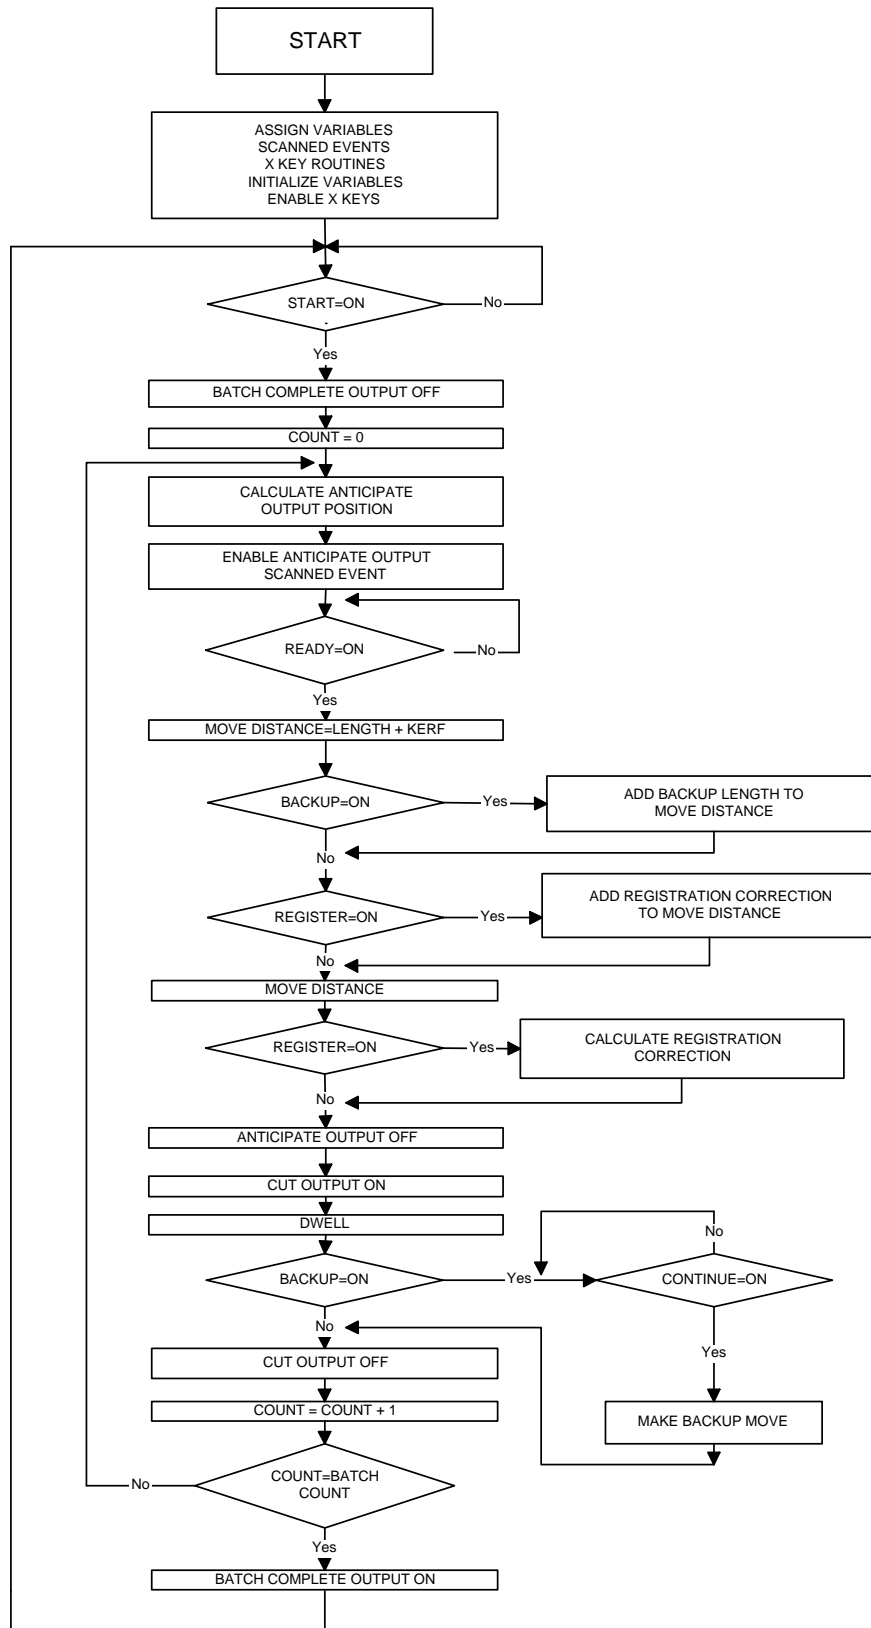 START
ASSIGN VARIABLES
SCANNED EVENTS
X KEY ROUTINES
INITIALIZE VARIABLES
ENABLE X KEYS
START=ON
.
No
Yes
BATCH COMPLETE OUTPUT OFF
COUNT = 0
CALCULATE ANTICIPATE
OUTPUT POSITION
ENABLE ANTICIPATE OUTPUT
SCANNED EVENT
READY=ON
No
Yes
MOVE DISTANCE=LENGTH + KERF
BACKUP=ON
Yes
ADD BACKUP LENGTH TO
MOVE DISTANCE
No
REGISTER=ON
Yes
ADD REGISTRATION CORRECTION
TO MOVE DISTANCE
No
MOVE DISTANCE
REGISTER=ON
Yes
CALCULATE REGISTRATION
CORRECTION
No
ANTICIPATE OUTPUT OFF
CUT OUTPUT ON
DWELL
No
BACKUP=ON
Yes
CONTINUE=ON
No
Yes
CUT OUTPUT OFF
COUNT = COUNT + 1
MAKE BACKUP MOVE
No
COUNT=BATCH
COUNT
Yes
BATCH COMPLETE OUTPUT ON